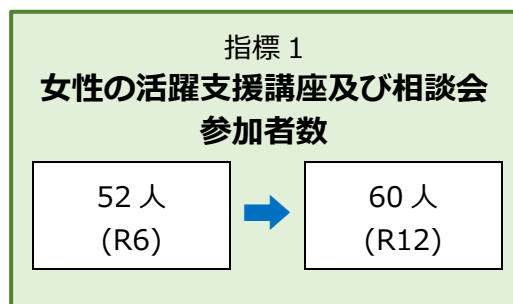 指標 1
女性の活躍支援講座及び相談会
参加者数
52 人
(R6)
60 人
(R12)